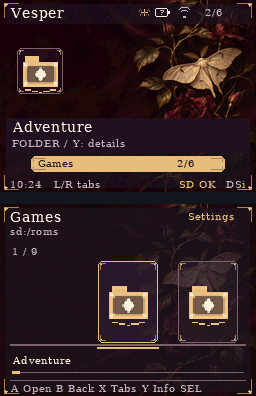 Vesper 2/6
Adventure
FOLDER / Y: details
Games 2/6
10:24 L/R tabs SD OK DSi
Games Settings
sd:/roms
1 / 9
Adventure
A Open B Back X Tabs Y Info SEL